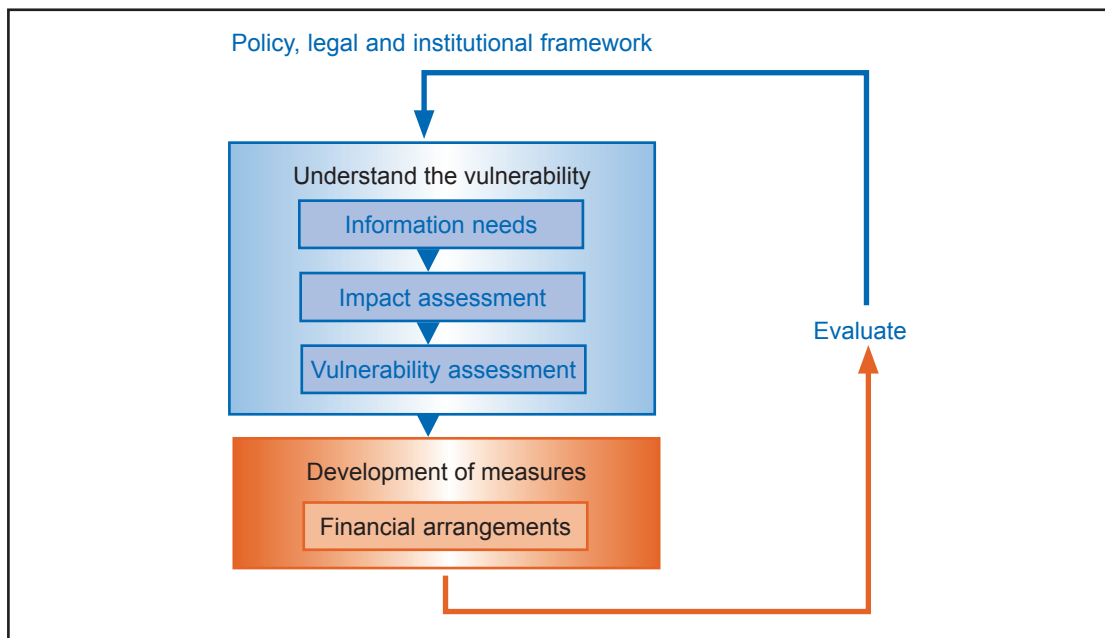 Policy, legal and institutional framework
Understand the vulnerability
Information needs
Impact assessment
Vulnerability assessment
Evaluate
Development of measures
Financial arrangements